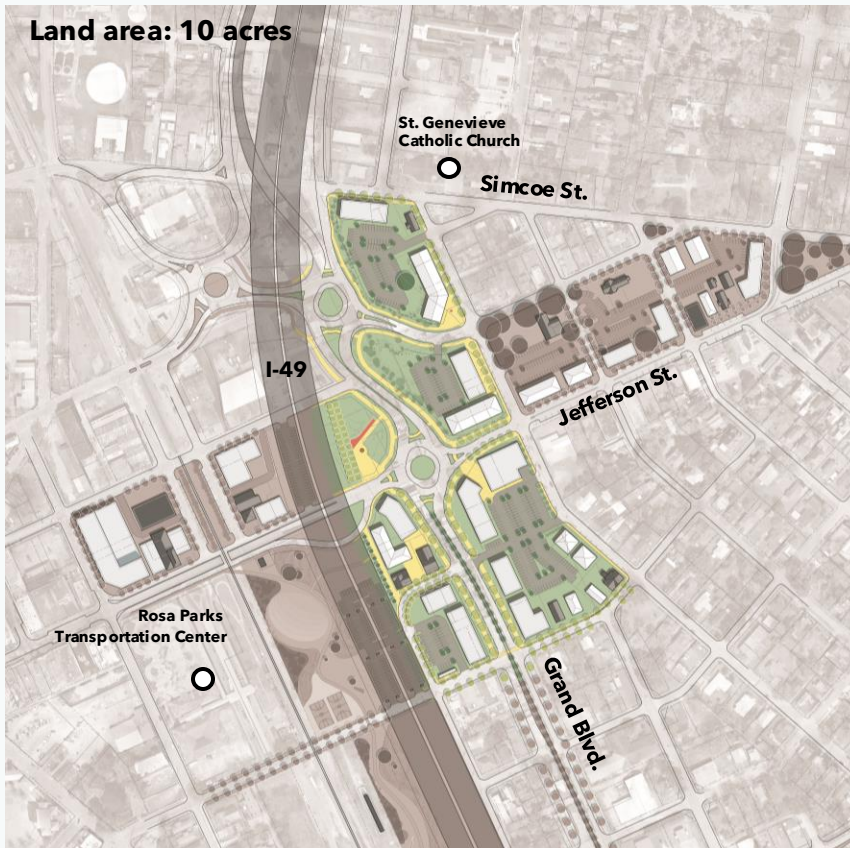 Land area: 10 acres
St. Genevieve
Catholic Church
Simcoe St.
I-49
Jefferson St.
Rosa Parks
Transportation Center
Grand Blvd.